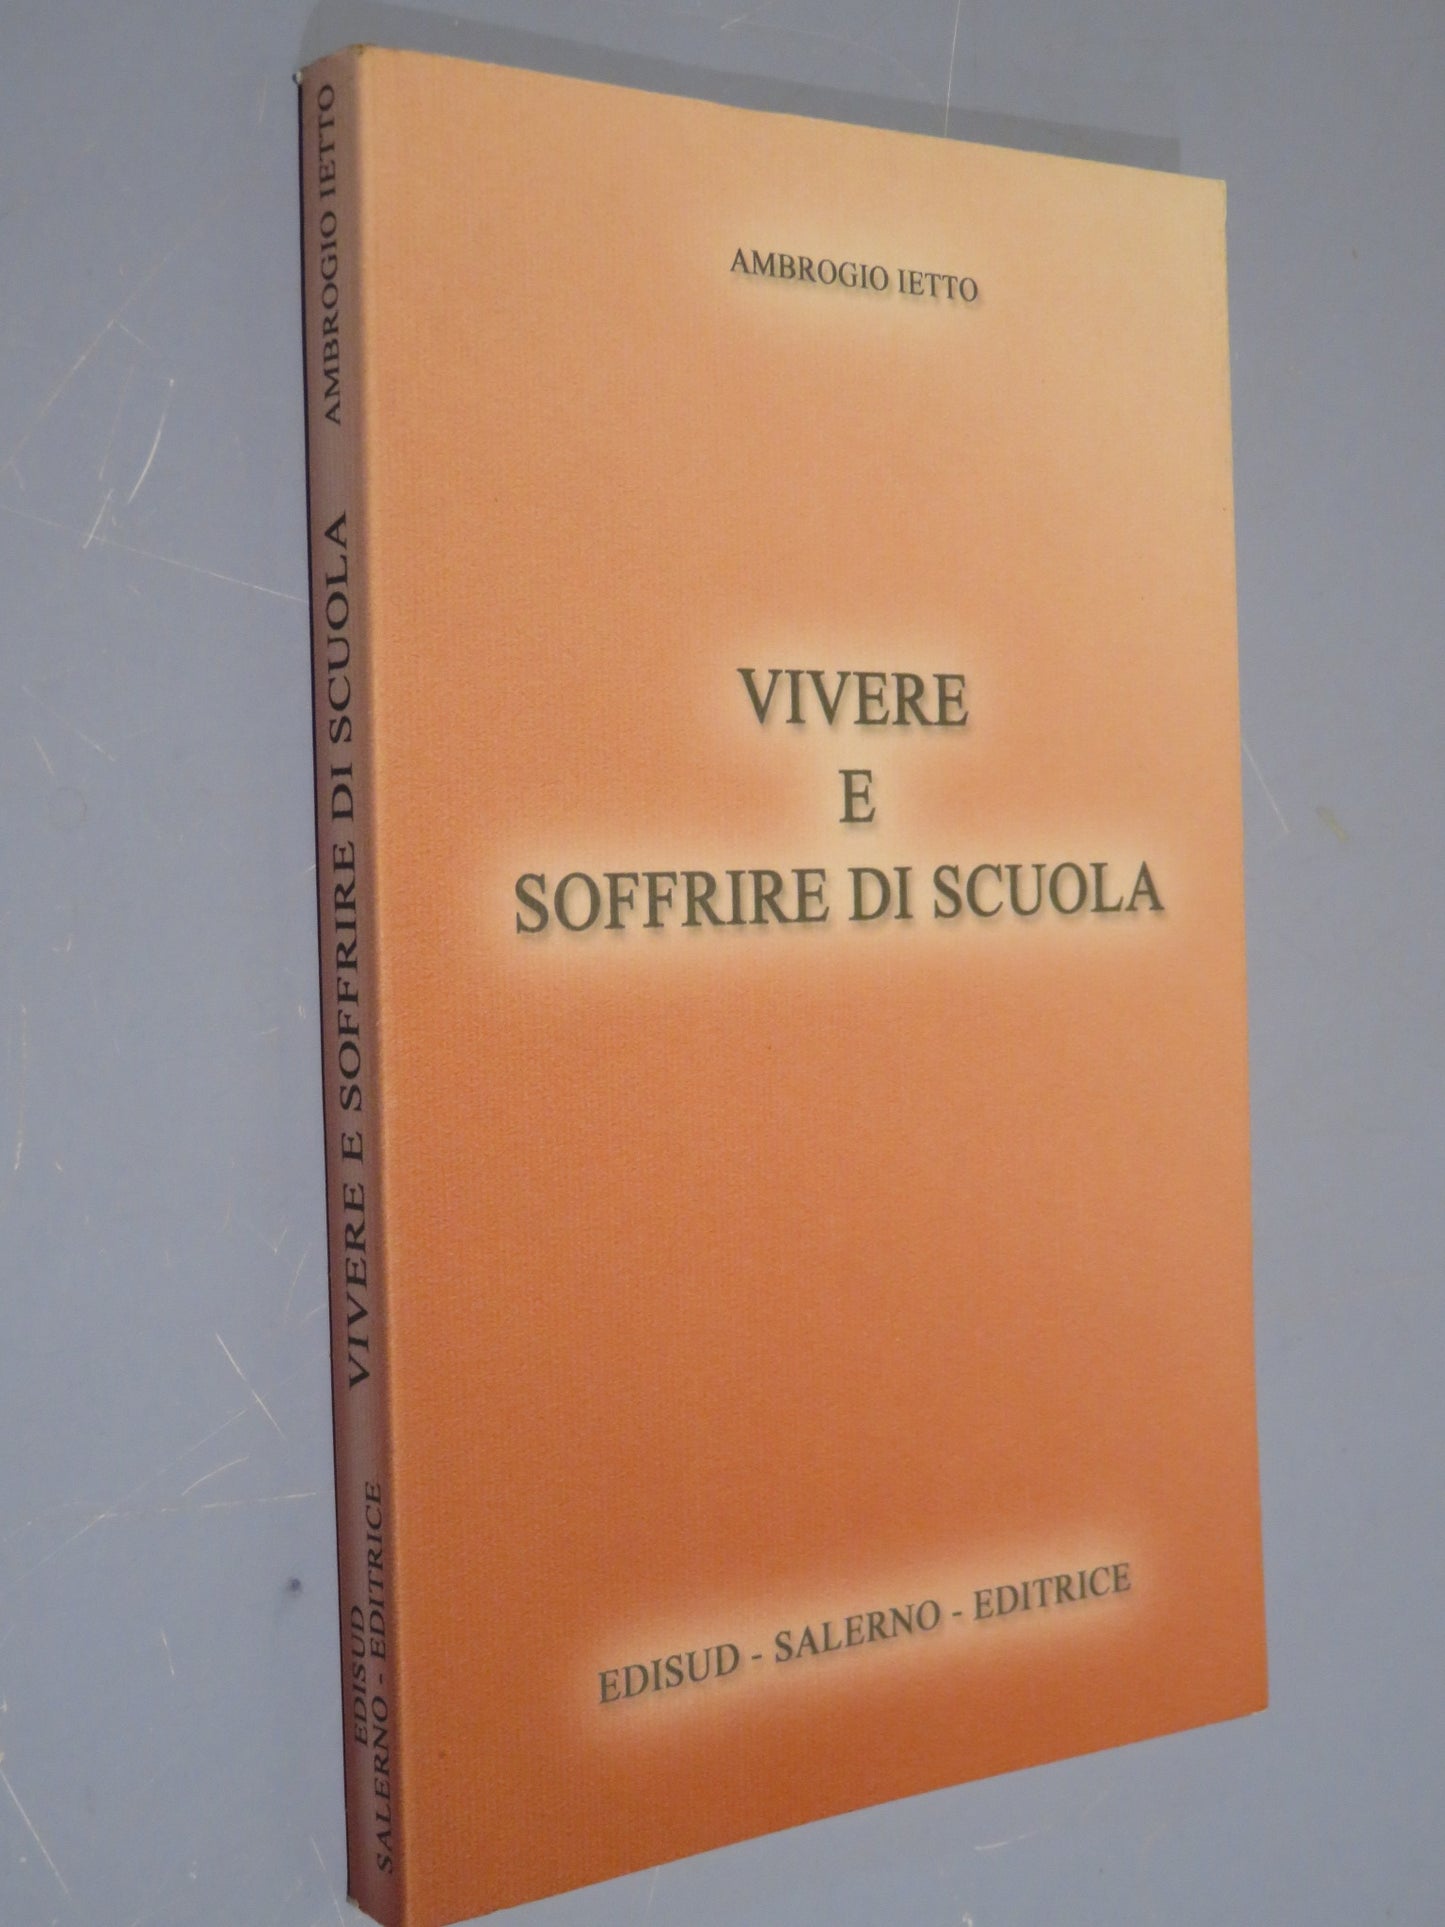 AMBROGIO IETTO
VIVERE
E
SOFFRIRE DI SCUOLA
EDISUD - SALERNO - EDITRICE
AMBROGIO IETTO
VIVERE E SOFFRIRE DI SCUOLA
EDISUD
SALERNO - EDITRICE